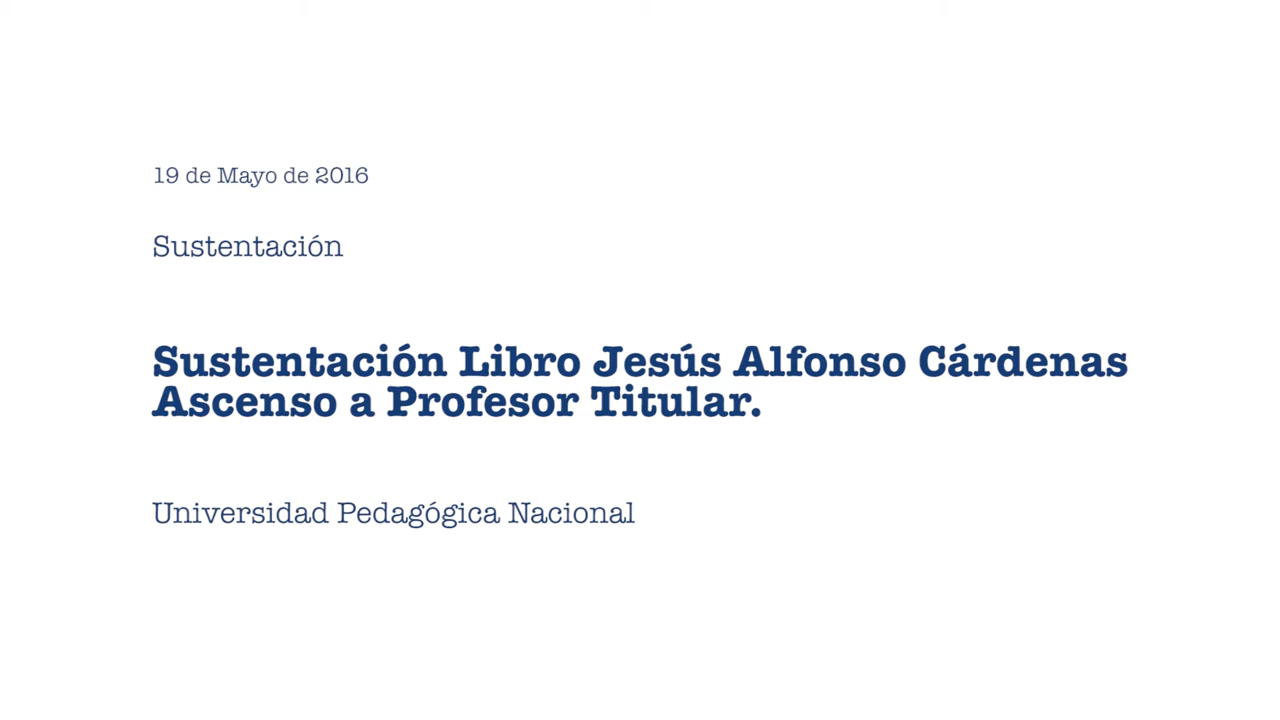 19 de Mayo de 2016
Sustentación
Sustentación Libro Jesús Alfonso Cárdenas
Ascenso a Profesor Titular.
Universidad Pedagógica Nacional